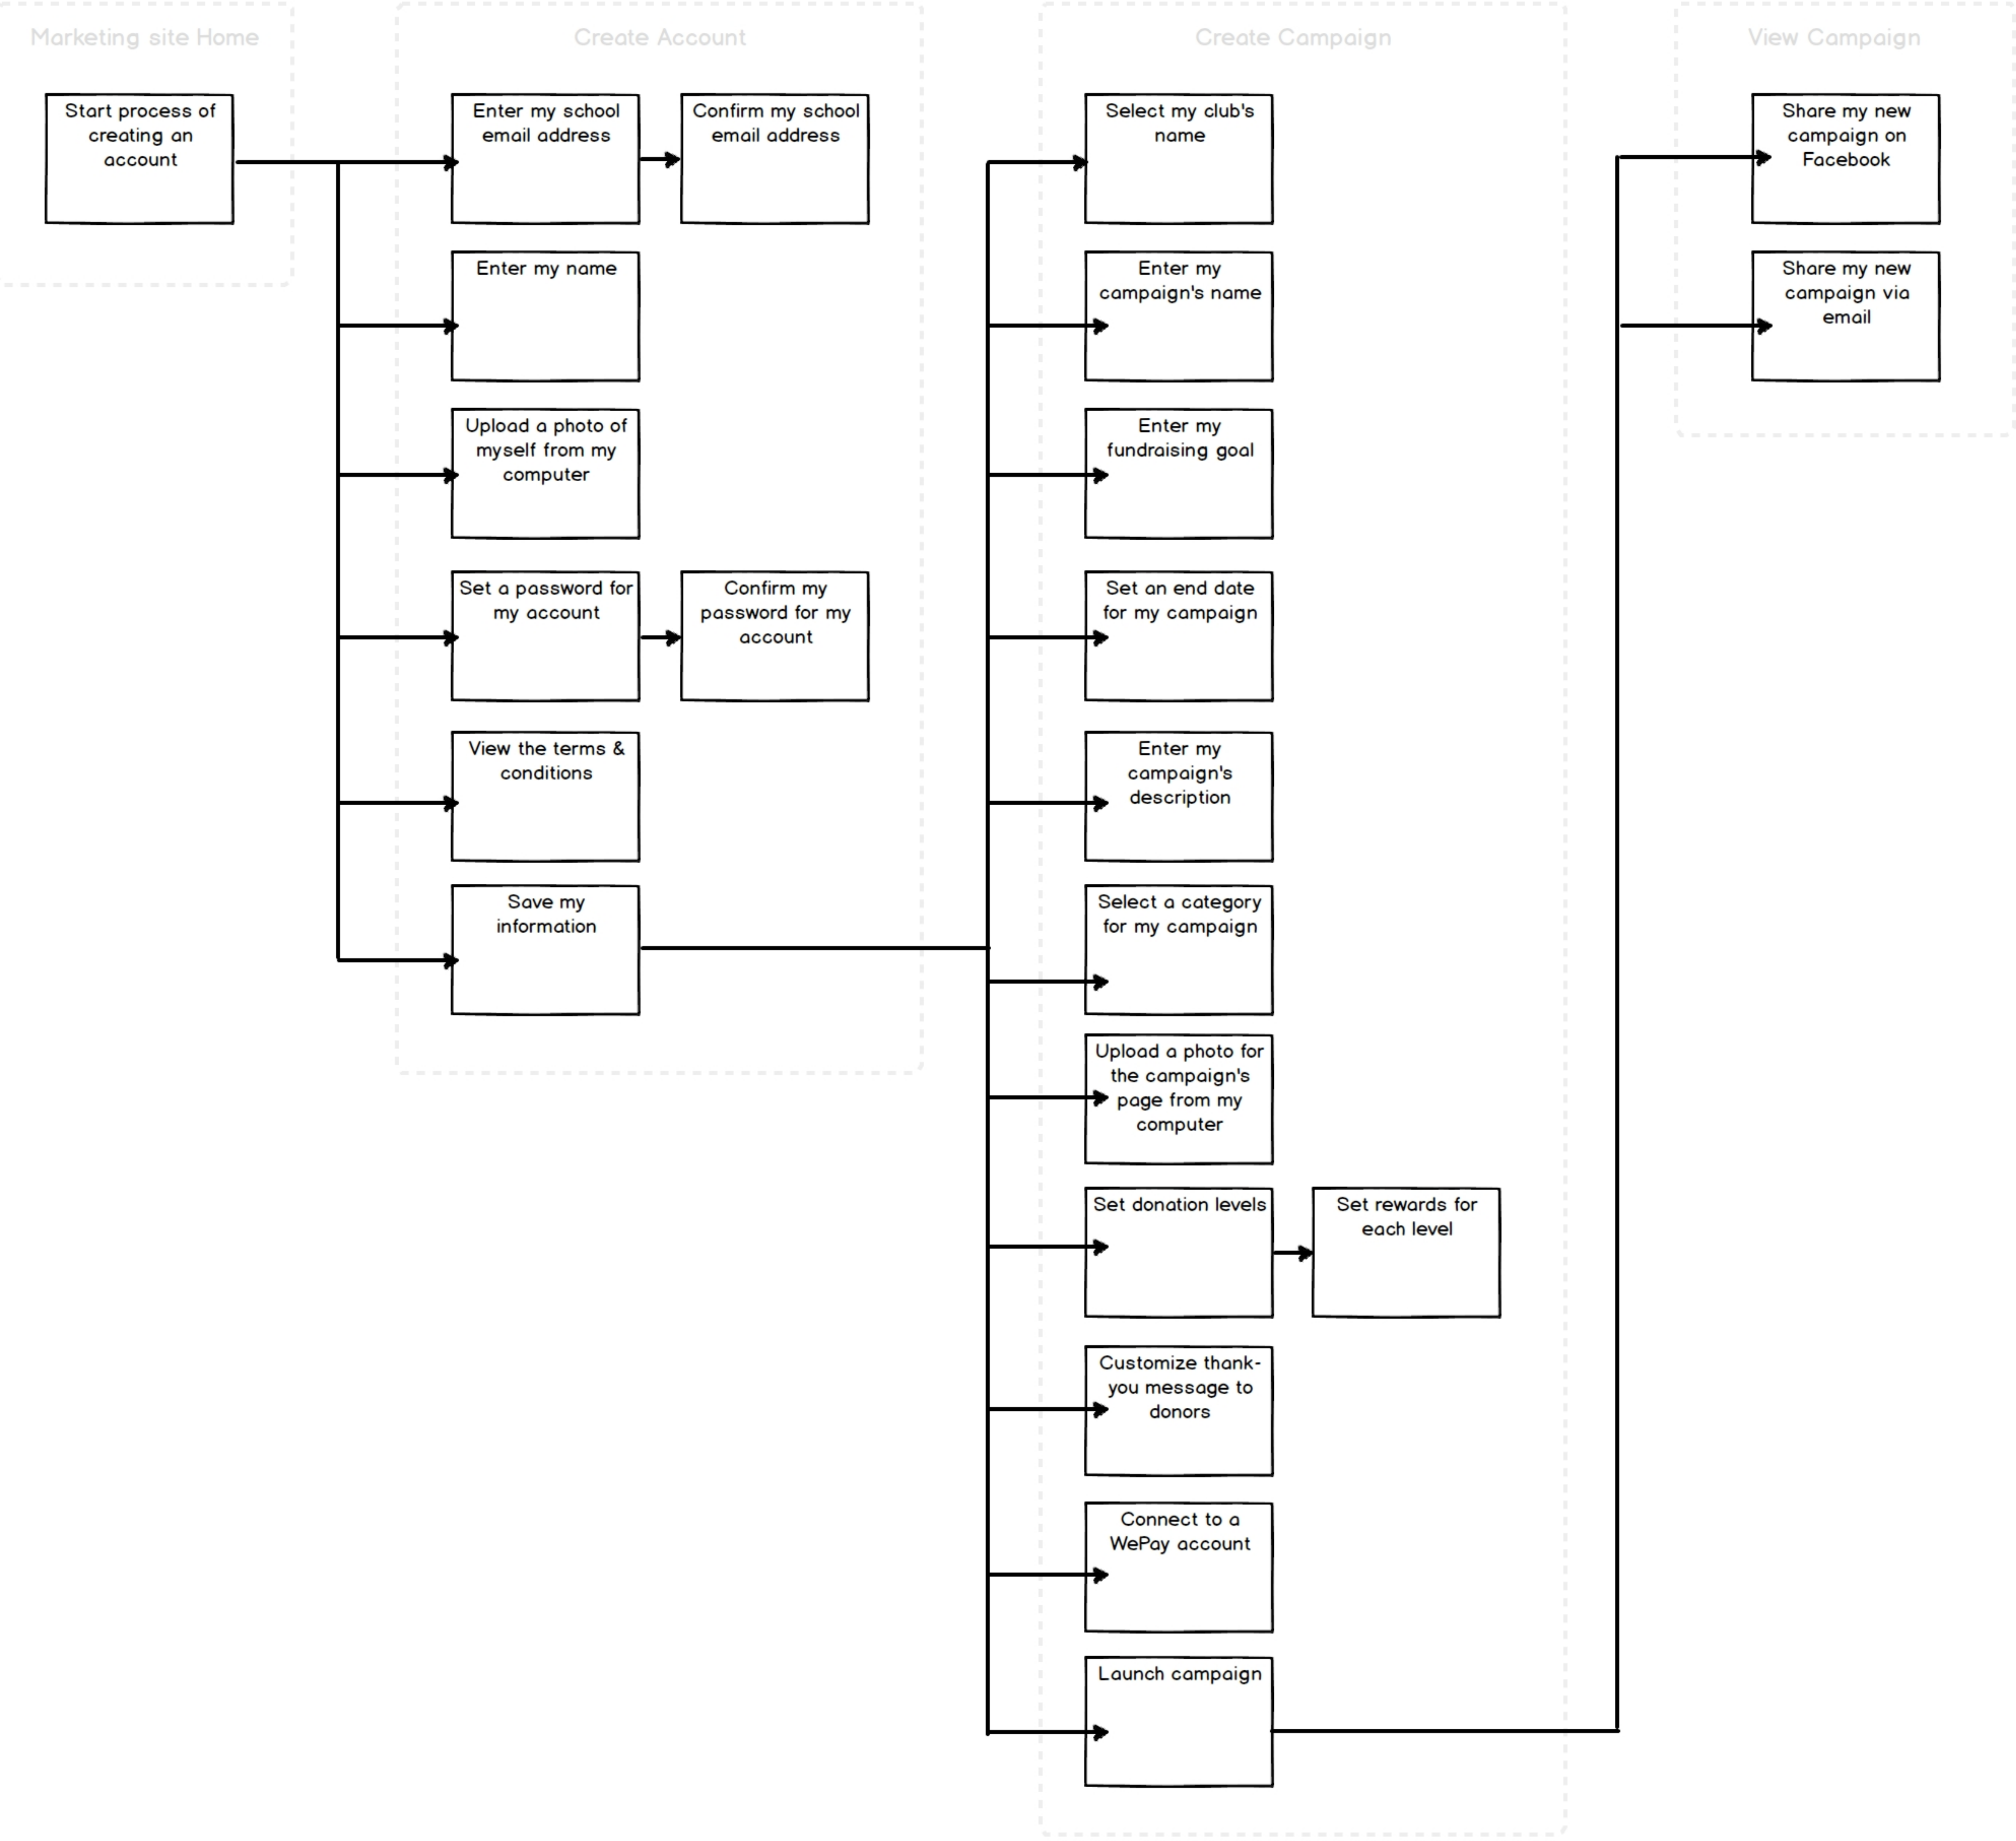 Marketing site Home
Start process of
creating an
account
Create Account
Enter my school
email address
Confirm my school
email address
Enter my name
Upload a photo of
myself from my
computer
Set a password for
my account
Confirm my
password for my
account
View the terms &
conditions
Save my
information
Create Campaign
Select my club's
name
Enter my
campaign's name
Enter my
fundraising goal
Set an end date
for my campaign
Enter my
campaign's
description
Select a category
for my campaign
Upload a photo for
the campaign's
page from my
computer
Set donation levels
Set rewards for
each level
Customize thank-
you message to
donors
Connect to a
WePay account
Launch campaign
View Campaign
Share my new
campaign on
Facebook
Share my new
campaign via
email